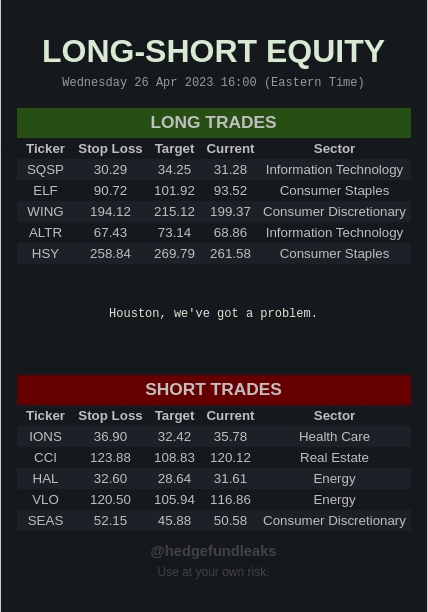 LONG-SHORT EQUITY
Wednesday 26 Apr 2023 16:00 (Eastern Time)
LONG TRADES
Ticker Stop Loss Target Current Sector
SQSP 30.29 34.25 31.28 Information Technology
ELF 90.72 101.92 93.52 Consumer Staples
WING 194.12 215.12 199.37 Consumer Discretionary
ALTR 67.43 73.14 68.86 Information Technology
HSY 258.84 269.79 261.58 Consumer Staples
Houston, we've got a problem.
SHORT TRADES
Ticker Stop Loss Target Current Sector
IONS 36.90 32.42 35.78 Health Care
CCI 123.88 108.83 120.12 Real Estate
HAL 32.60 28.64 31.61 Energy
VLO 120.50 105.94 116.86 Energy
SEAS 52.15 45.88 50.58 Consumer Discretionary
@hedgefundleaks
Use at your own risk.